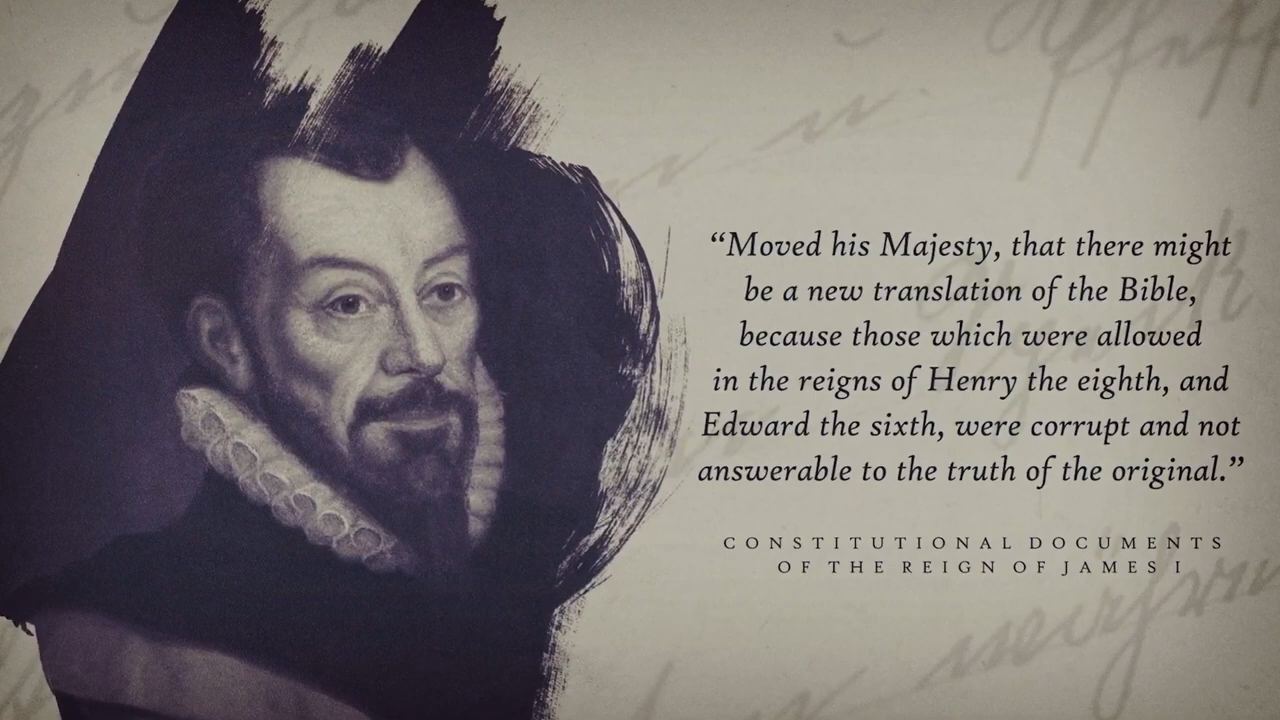 “Moved his Majesty, that there might
be a new translation of the Bible,
because those which were allowed
in the reigns of Henry the eighth, and
Edward the sixth, were corrupt and not
answerable to the truth of the original.”
CONSTITUTIONAL DOCUMENTS
OF THE REIGN OF JAMES I